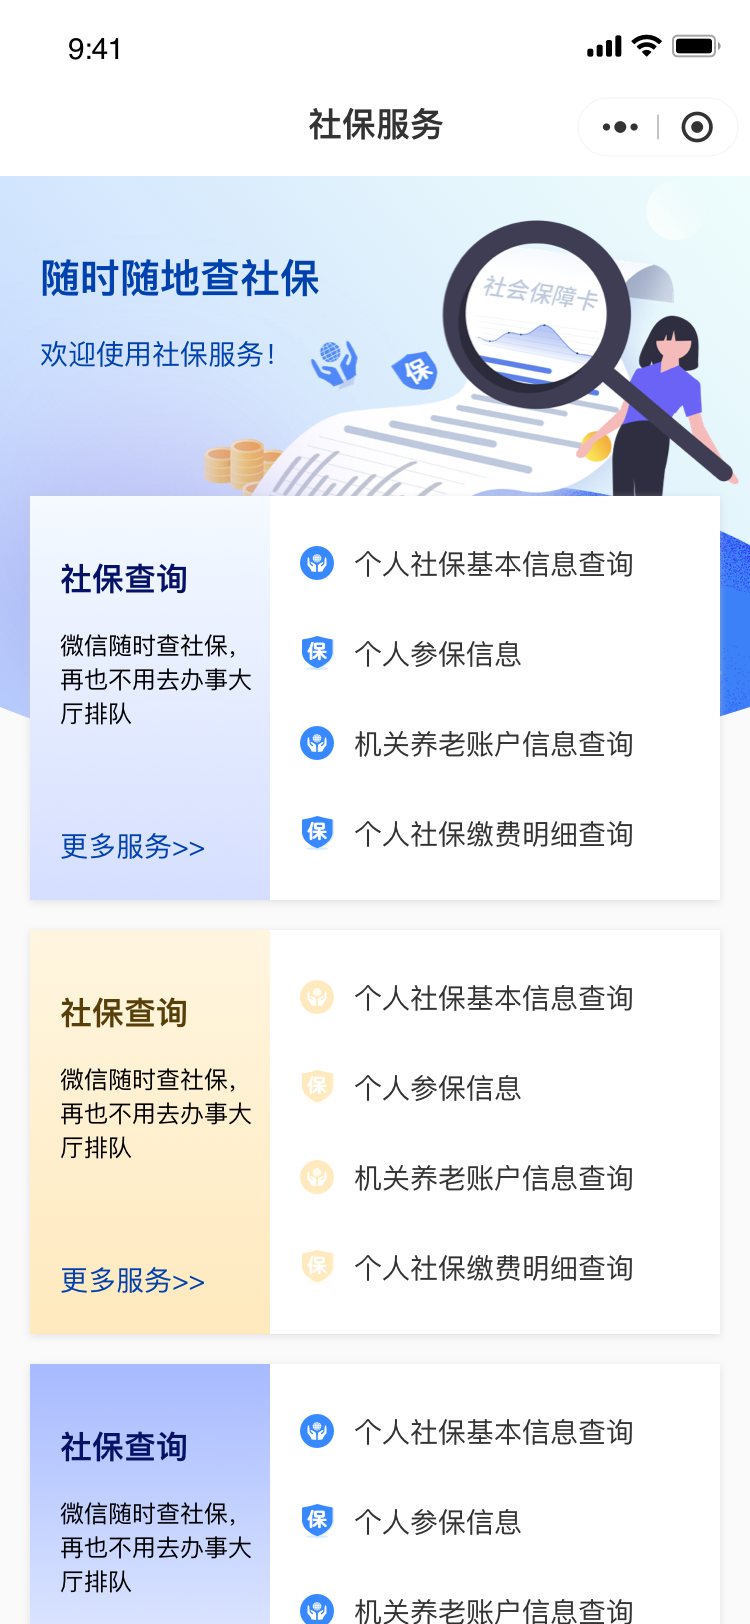 9:41
社保服务
随时随地查社保
欢迎使用社保服务!
社会保障卡
保
社保查询
微信随时查社保,
再也不用去办事大
厅排队
更多服务>>
个人社保基本信息查询
保 个人参保信息
机关养老账户信息查询
保 个人社保缴费明细查询
社保查询
微信随时查社保,
再也不用去办事大
厅排队
更多服务>>
个人社保基本信息查询
保 个人参保信息
机关养老账户信息查询
保 个人社保缴费明细查询
社保查询
微信随时查社保,
再也不用去办事大
厅排队
个人社保基本信息查询
保 个人参保信息
机关养老账户信息查询